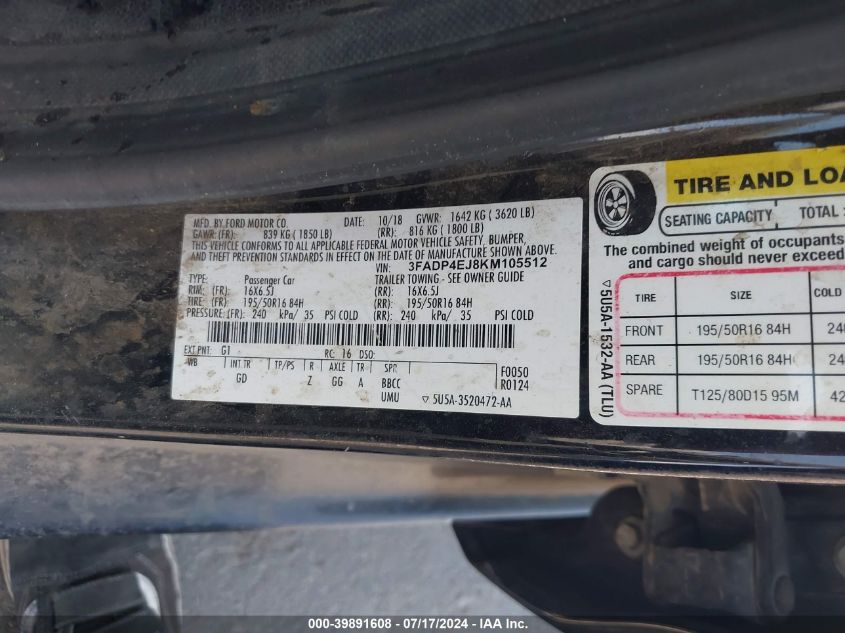 MFD. BY FORD MOTOR CO. DATE: 10/18 GVWR: 1642 KG ( 3620 LB)
GAWR: (FR): 839 KG ( 1850 LB) (RR): 816 KG ( 1800 LB)
THIS VEHICLE CONFORMS TO ALL APPLICABLE FEDERAL MOTOR VEHICLE SAFETY, BUMPER,
AND THEFT PREVENTION STANDARDS IN EFFECT ON THE DATE OF MANUFACTURE SHOWN ABOVE.
VIN: 3FADP4EJ8KM105512
TYPE: Passenger Car TRAILER TOWING - SEE OWNER GUIDE
RIM: (FR): 16X6.5J (RR): 16X6.5J
TIRE: (FR): 195/50R16 84H (RR): 195/50R16 84H
PRESSURE: (FR): 240 kPa/ 35 PSI COLD (RR): 240 kPa/ 35 PSI COLD
EXT PNT: G1 RC: 16 DSO:
WB INT TR TP/PS R AXLE TR SPR F0050
GD Z GG A BBCC R0124
UMU ▽5U5A-3520472-AA
TIRE AND LOA
SEATING CAPACITY TOTAL
The combined weight of occupants
and cargo should never exceed
TIRE SIZE COLD
FRONT 195/50R16 84H 240
REAR 195/50R16 84H 24
SPARE T125/80D15 95M 42
▽5U5A-1532-AA (TLU)
000-39891608 - 07/17/2024 - IAA Inc.